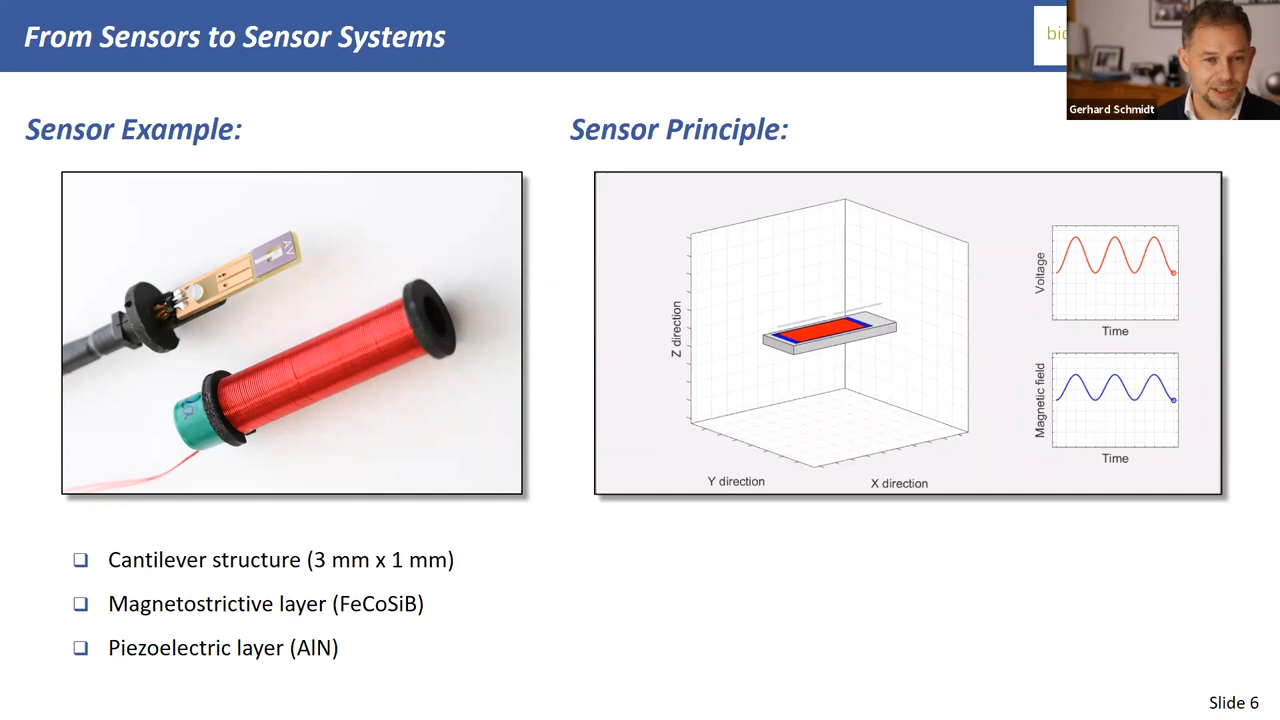 From Sensors to Sensor Systems
Gerhard Schmidt
Sensor Example:
Sensor Principle:
AV
Z direction
Y direction
X direction
Voltage
Time
Magnetic field
Time
Cantilever structure (3 mm x 1 mm)
Magnetostrictive layer (FeCoSiB)
Piezoelectric layer (AlN)
Slide 6